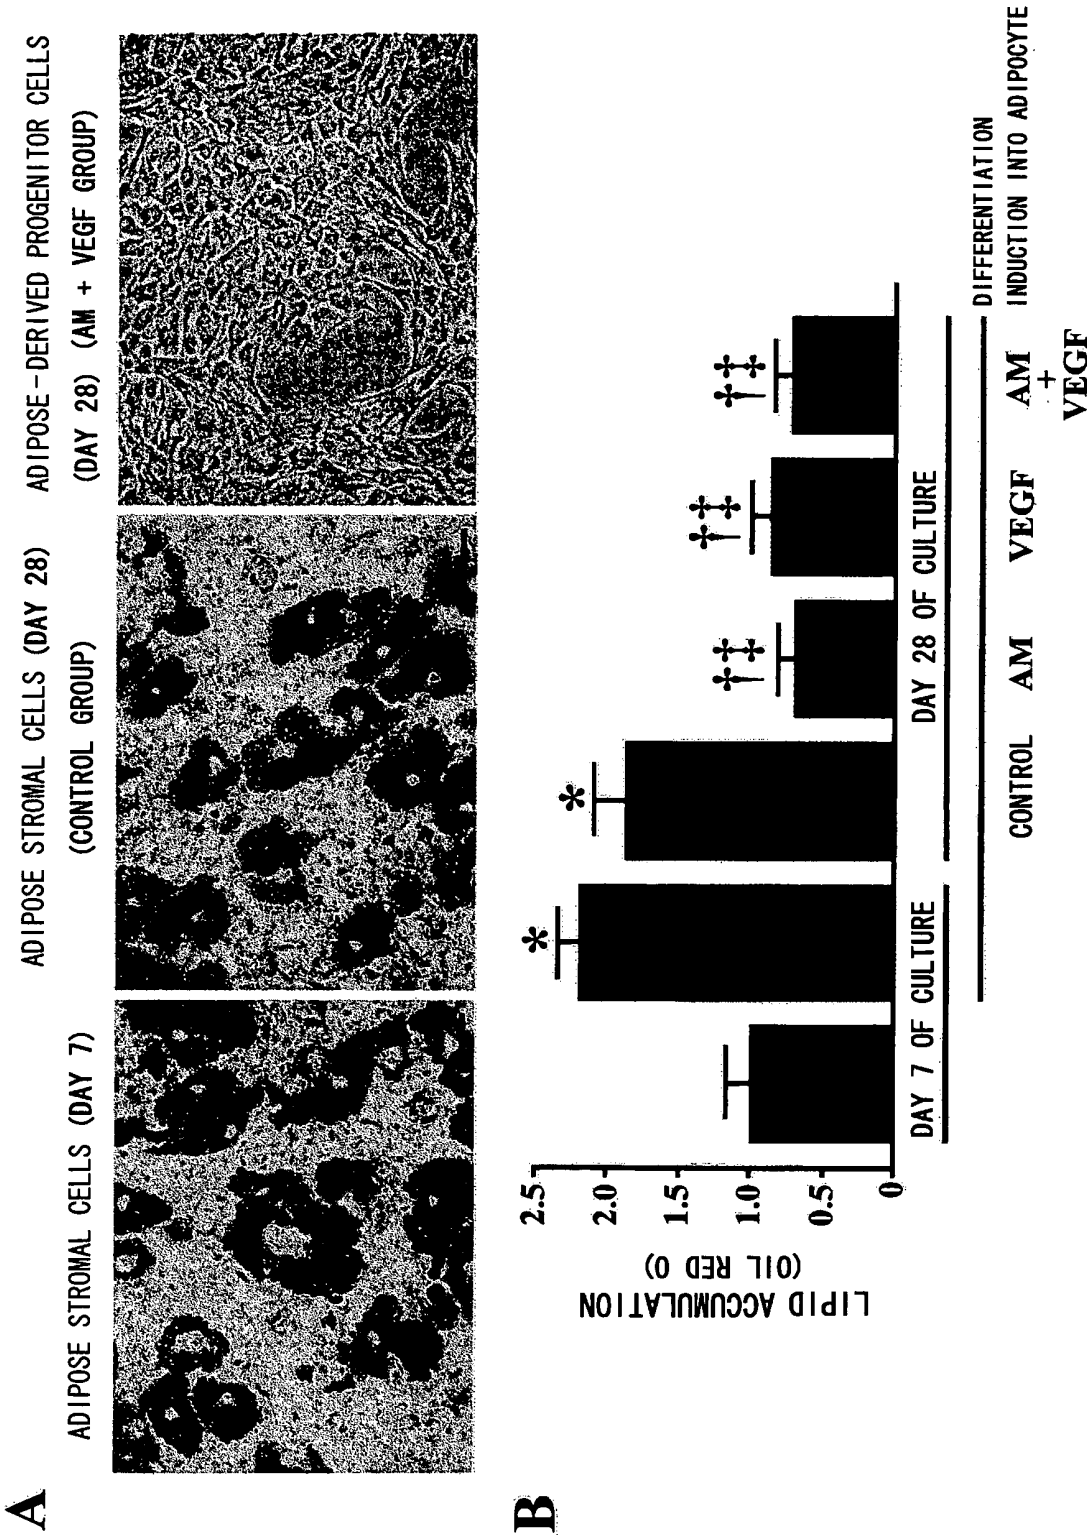 A
ADIPOSE STROMAL CELLS (DAY 7)
ADIPOSE STROMAL CELLS (DAY 28)
(CONTROL GROUP)
ADIPOSE-DERIVED PROGENITOR CELLS
(DAY 28) (AM + VEGF GROUP)
B
LIPID ACCUMULATION
(OIL RED O)
2.5
2.0
1.5
1.0
0.5
0
*
*
†‡
†‡
†‡
DAY 7 OF CULTURE
DAY 28 OF CULTURE
DIFFERENTIATION
INDUCTION INTO ADIPOCYTE
CONTROL
AM
VEGF
AM
+
VEGF